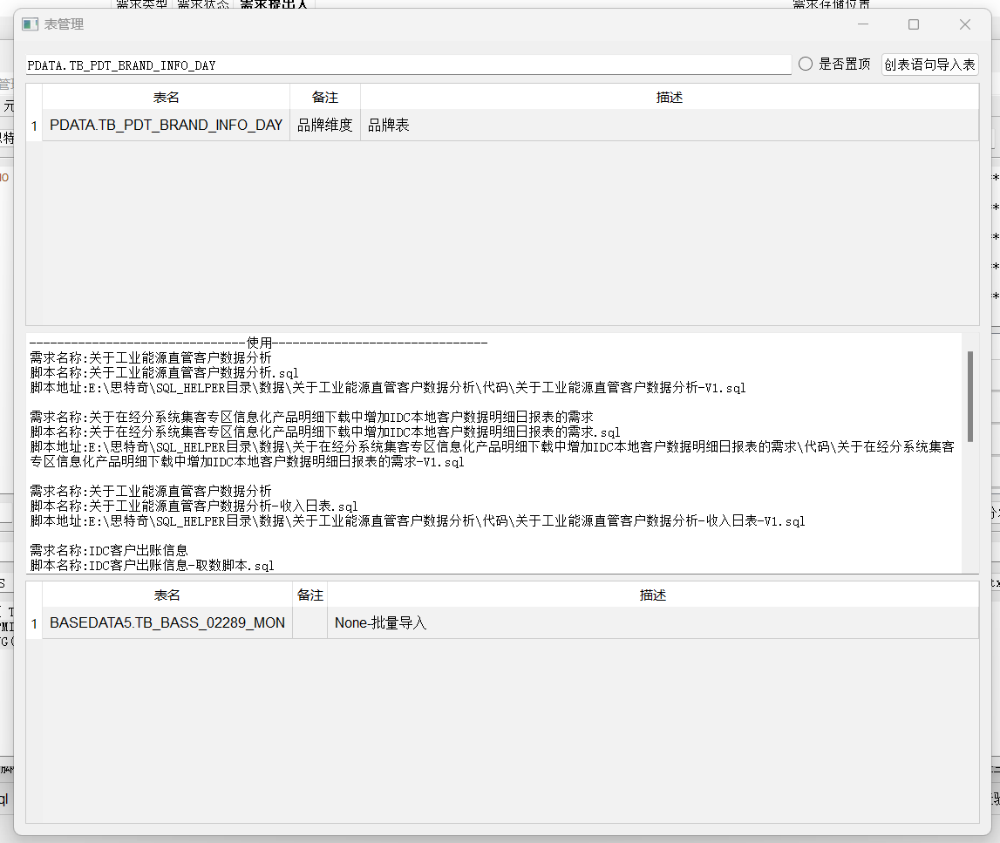 需求类型 需求状态 需求提出人 需求存储位置
表管理
PDATA.TB_PDT_BRAND_INFO_DAY 是否置顶 创表语句导入表
表名 备注 描述
1 PDATA.TB_PDT_BRAND_INFO_DAY 品牌维度 品牌表
-------------------------------使用-------------------------------
需求名称:关于工业能源直管客户数据分析
脚本名称:关于工业能源直管客户数据分析.sql
脚本地址:E:\思特奇\SQL_HELPER目录\数据\关于工业能源直管客户数据分析\代码\关于工业能源直管客户数据分析-V1.sql
需求名称:关于在经分系统集客专区信息化产品明细下载中增加IDC本地客户数据明细日报表的需求
脚本名称:关于在经分系统集客专区信息化产品明细下载中增加IDC本地客户数据明细日报表的需求.sql
脚本地址:E:\思特奇\SQL_HELPER目录\数据\关于在经分系统集客专区信息化产品明细下载中增加IDC本地客户数据明细日报表的需求\代码\关于在经分系统集客
专区信息化产品明细下载中增加IDC本地客户数据明细日报表的需求-V1.sql
需求名称:关于工业能源直管客户数据分析
脚本名称:关于工业能源直管客户数据分析-收入日表.sql
脚本地址:E:\思特奇\SQL_HELPER目录\数据\关于工业能源直管客户数据分析\代码\关于工业能源直管客户数据分析-收入日表-V1.sql
需求名称:IDC客户出账信息
脚本名称:IDC客户出账信息-取数脚本.sql
表名 备注 描述
1 BASEDATA5.TB_BASS_02289_MON None-批量导入